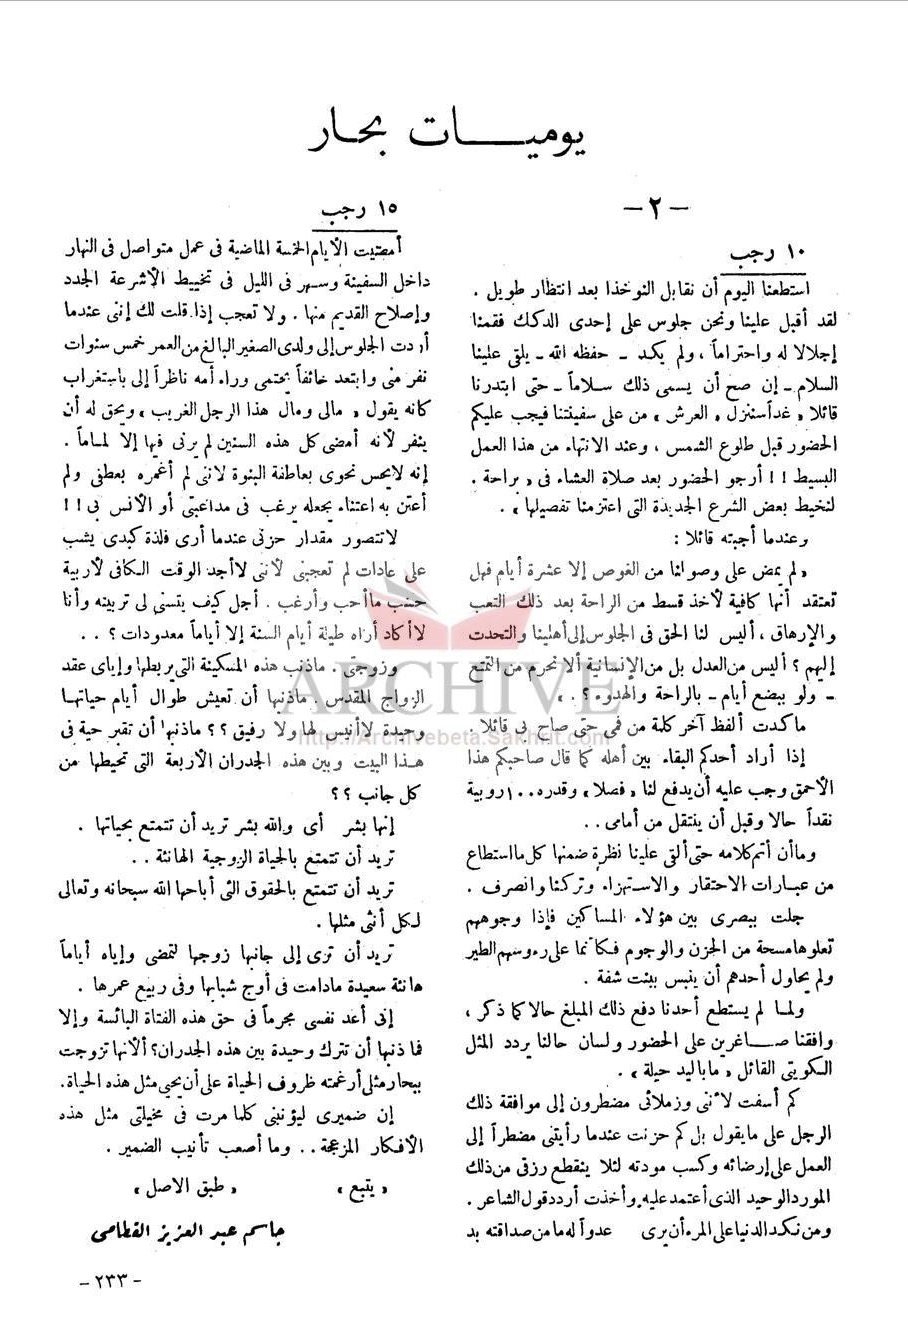 يوميات بحار
- ٢ -
١٠ رجب
استطعنا اليوم أن نقابل النوخذا بعد انتظار طويل .
لقد أقبل علينا ونحن جلوس على إحدى الدكك فقمنا
إجلالا له واحتراماً ، ولم يكد - حفظه الله - يلقى علينا
السلام - إن صح أن يسمى ذلك سلاماً - حتى ابتدرنا
قائلا « غداً سننزل « العرش » من على سفينتنا فيجب عليكم
الحضور قبل طلوع الشمس ، وعند الانتهاء من هذا العمل
البسيط !! أرجو الحضور بعد صلاة العشاء فى « براحة .
لنخيط بعض الشرع الجديدة التى اعتزمنا تفصيلها » .
وعندما أجبته قائلا :
« لم يمض على وصولنا من الغوص إلا عشرة أيام فهل
تعتقد أنها كافية لأخذ قسط من الراحة بعد ذلك التعب
والإرهاق ، أليس لنا الحق فى الجلوس إلى أهلينا والتحدث
إليهم ؟ أليس من العدل بل من الإنسانية ألا نحرم من التمتع
- ولو ببضع أيام - بالراحة والهدوء ؟ . »
ما كدت ألفظ آخر كلمة من فمى حتى صاح بى قائلا .
إذا أراد أحدكم البقاء بين أهله كما قال صاحبكم هذا
الأحمق وجب عليه أن يدفع لنا « فصلا » وقدره ١٠٠ روبية
نقداً حالا وقبل أن ينتقل من أمامى . .
وما أن أتم كلامه حتى ألقى علينا نظرة ضمنها كل ما استطاع
من عبارات الاحتقار والاستهزاء وتركنا وانصرف .
جلت ببصرى بين هؤلاء المساكين فإذا وجوههم
تعلوها مسحة من الحزن والوجوم فكأنما على رءوسهم الطير
ولم يحاول أحدهم أن ينبس ببنت شفة .
ولما لم يستطع أحدنا دفع ذلك المبلغ حالا كما ذكر ،
وافقنا صاغرين على الحضور ولسان حالنا يردد المثل
الكويتى القائل « ما باليد حيلة » .
كم أسفت لأننى وزملائى مضطرون إلى موافقة ذلك
الرجل على ما يقول بل كم حزنت عندما رأيتنى مضطراً إلى
العمل على إرضائه وكسب مودته لئلا ينقطع رزقى من ذلك
المورد الوحيد الذى أعتمد عليه وأخذت أردد قول الشاعر .
ومن نكد الدنيا على المرء أن يرى عدواً له ما من صداقته بد
١٥ رجب
أمضيت الأيام الخمسة الماضية فى عمل متواصل فى النهار
داخل السفينة وسهر فى الليل فى تخييط الأشرعة الجدد
وإصلاح القديم منها . ولا تعجب إذا قلت لك إننى عندما
أردت الجلوس إلى ولدى الصغير البالغ من العمر خمس سنوات
نفر منى وابتعد خائفاً يحتمى وراء أمه ناظراً إلى باستغراب
كانه يقول « مالى ومال هذا الرجل الغريب » ويحق له أن
ينفر لأنه أمضى كل هذه السنين لم يرنى فيها إلا لماماً .
إنه لا يحس نحوى بعاطفة البنوة لأننى لم أغمره بعطفى ولم
أعتن به اعتناء يجعله يرغب فى مداعبتى أو الأنس بى !!
لا تتصور مقدار حزنى عندما أرى فلذة كبدى يشب
على عادات لم تعجبنى لأننى لا أجد الوقت الكافى لأربية
حسب ما أحب وأرغب . أجل كيف يتسنى لى تربيته وأنا
لا أكاد أراه طيلة أيام السنة إلا أياماً معدودات ؟ . .
وزوجتى . ماذنب هذه المسكينة التى يربطها وإياى عقد
الزواج المقدس . ماذنبها أن تعيش طوال أيام حياتها
وحيدة لا أنيس لها ولا رفيق ؟؟ ماذنبها أن تقبر حية فى
هذا البيت وبين هذه الجدران الأربعة التى تحيطها من
كل جانب ؟؟
إنها بشر أى والله بشر تريد أن تتمتع بحياتها .
تريد أن تتمتع بالحياة الزوجية الهانئة . .
تريد أن تتمتع بالحقوق التى أباحها الله سبحانه وتعالى
لكل أنثى مثلها .
تريد أن ترى إلى جانبها زوجها لتمضى وإياه أياماً
هانئة سعيدة مادامت فى أوج شبابها وفى ربيع عمرها .
إنى أعد نفسى مجرماً فى حق هذه الفتاة البائسة وإلا
فما ذنبها أن تترك وحيدة بين هذه الجدران؟ ألأنها تزوجت
ببحار مثلى أرغمته ظروف الحياة على أن يحيى مثل هذه الحياة.
إن ضميرى ليؤنبنى كلما مرت فى مخيلتى مثل هذه
الأفكار المزعجة . . وما أصعب تأنيب الضمير .
« يتبع » « طبق الاصل »
جاسم عبد العزيز القطامى
- ٢٣٣ -
ARCHIVE
http://Archivebeta.Sakhrit.com